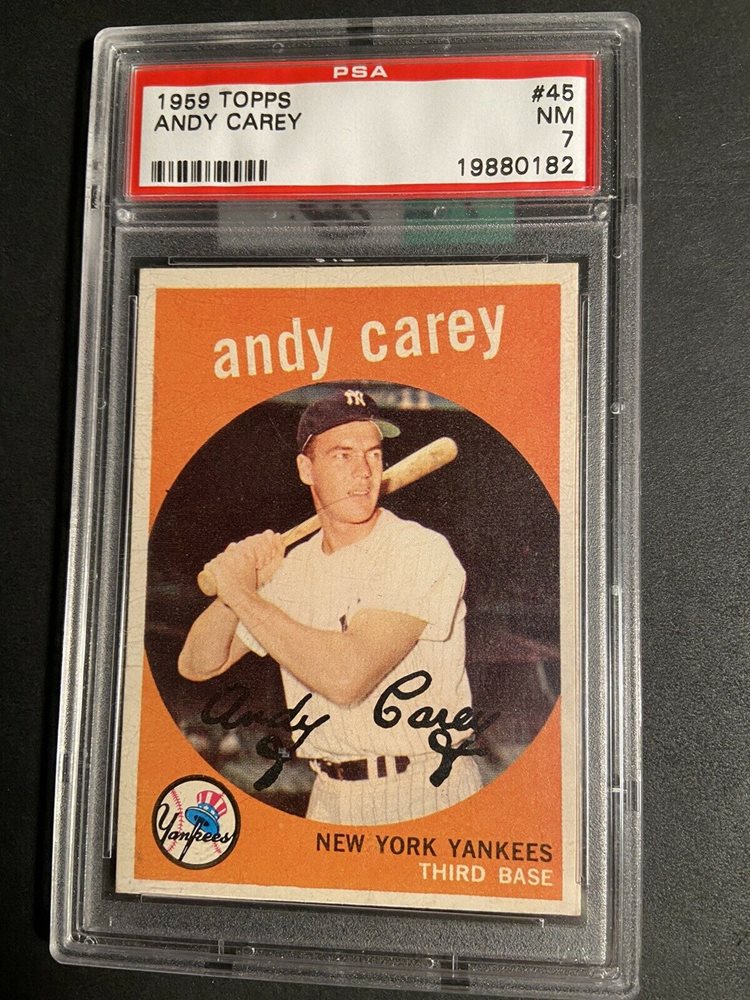 PSA
1959 TOPPS #45
ANDY CAREY NM
7
19880182
andy carey
NY
Andy Carey
Yankees
NEW YORK YANKEES
THIRD BASE